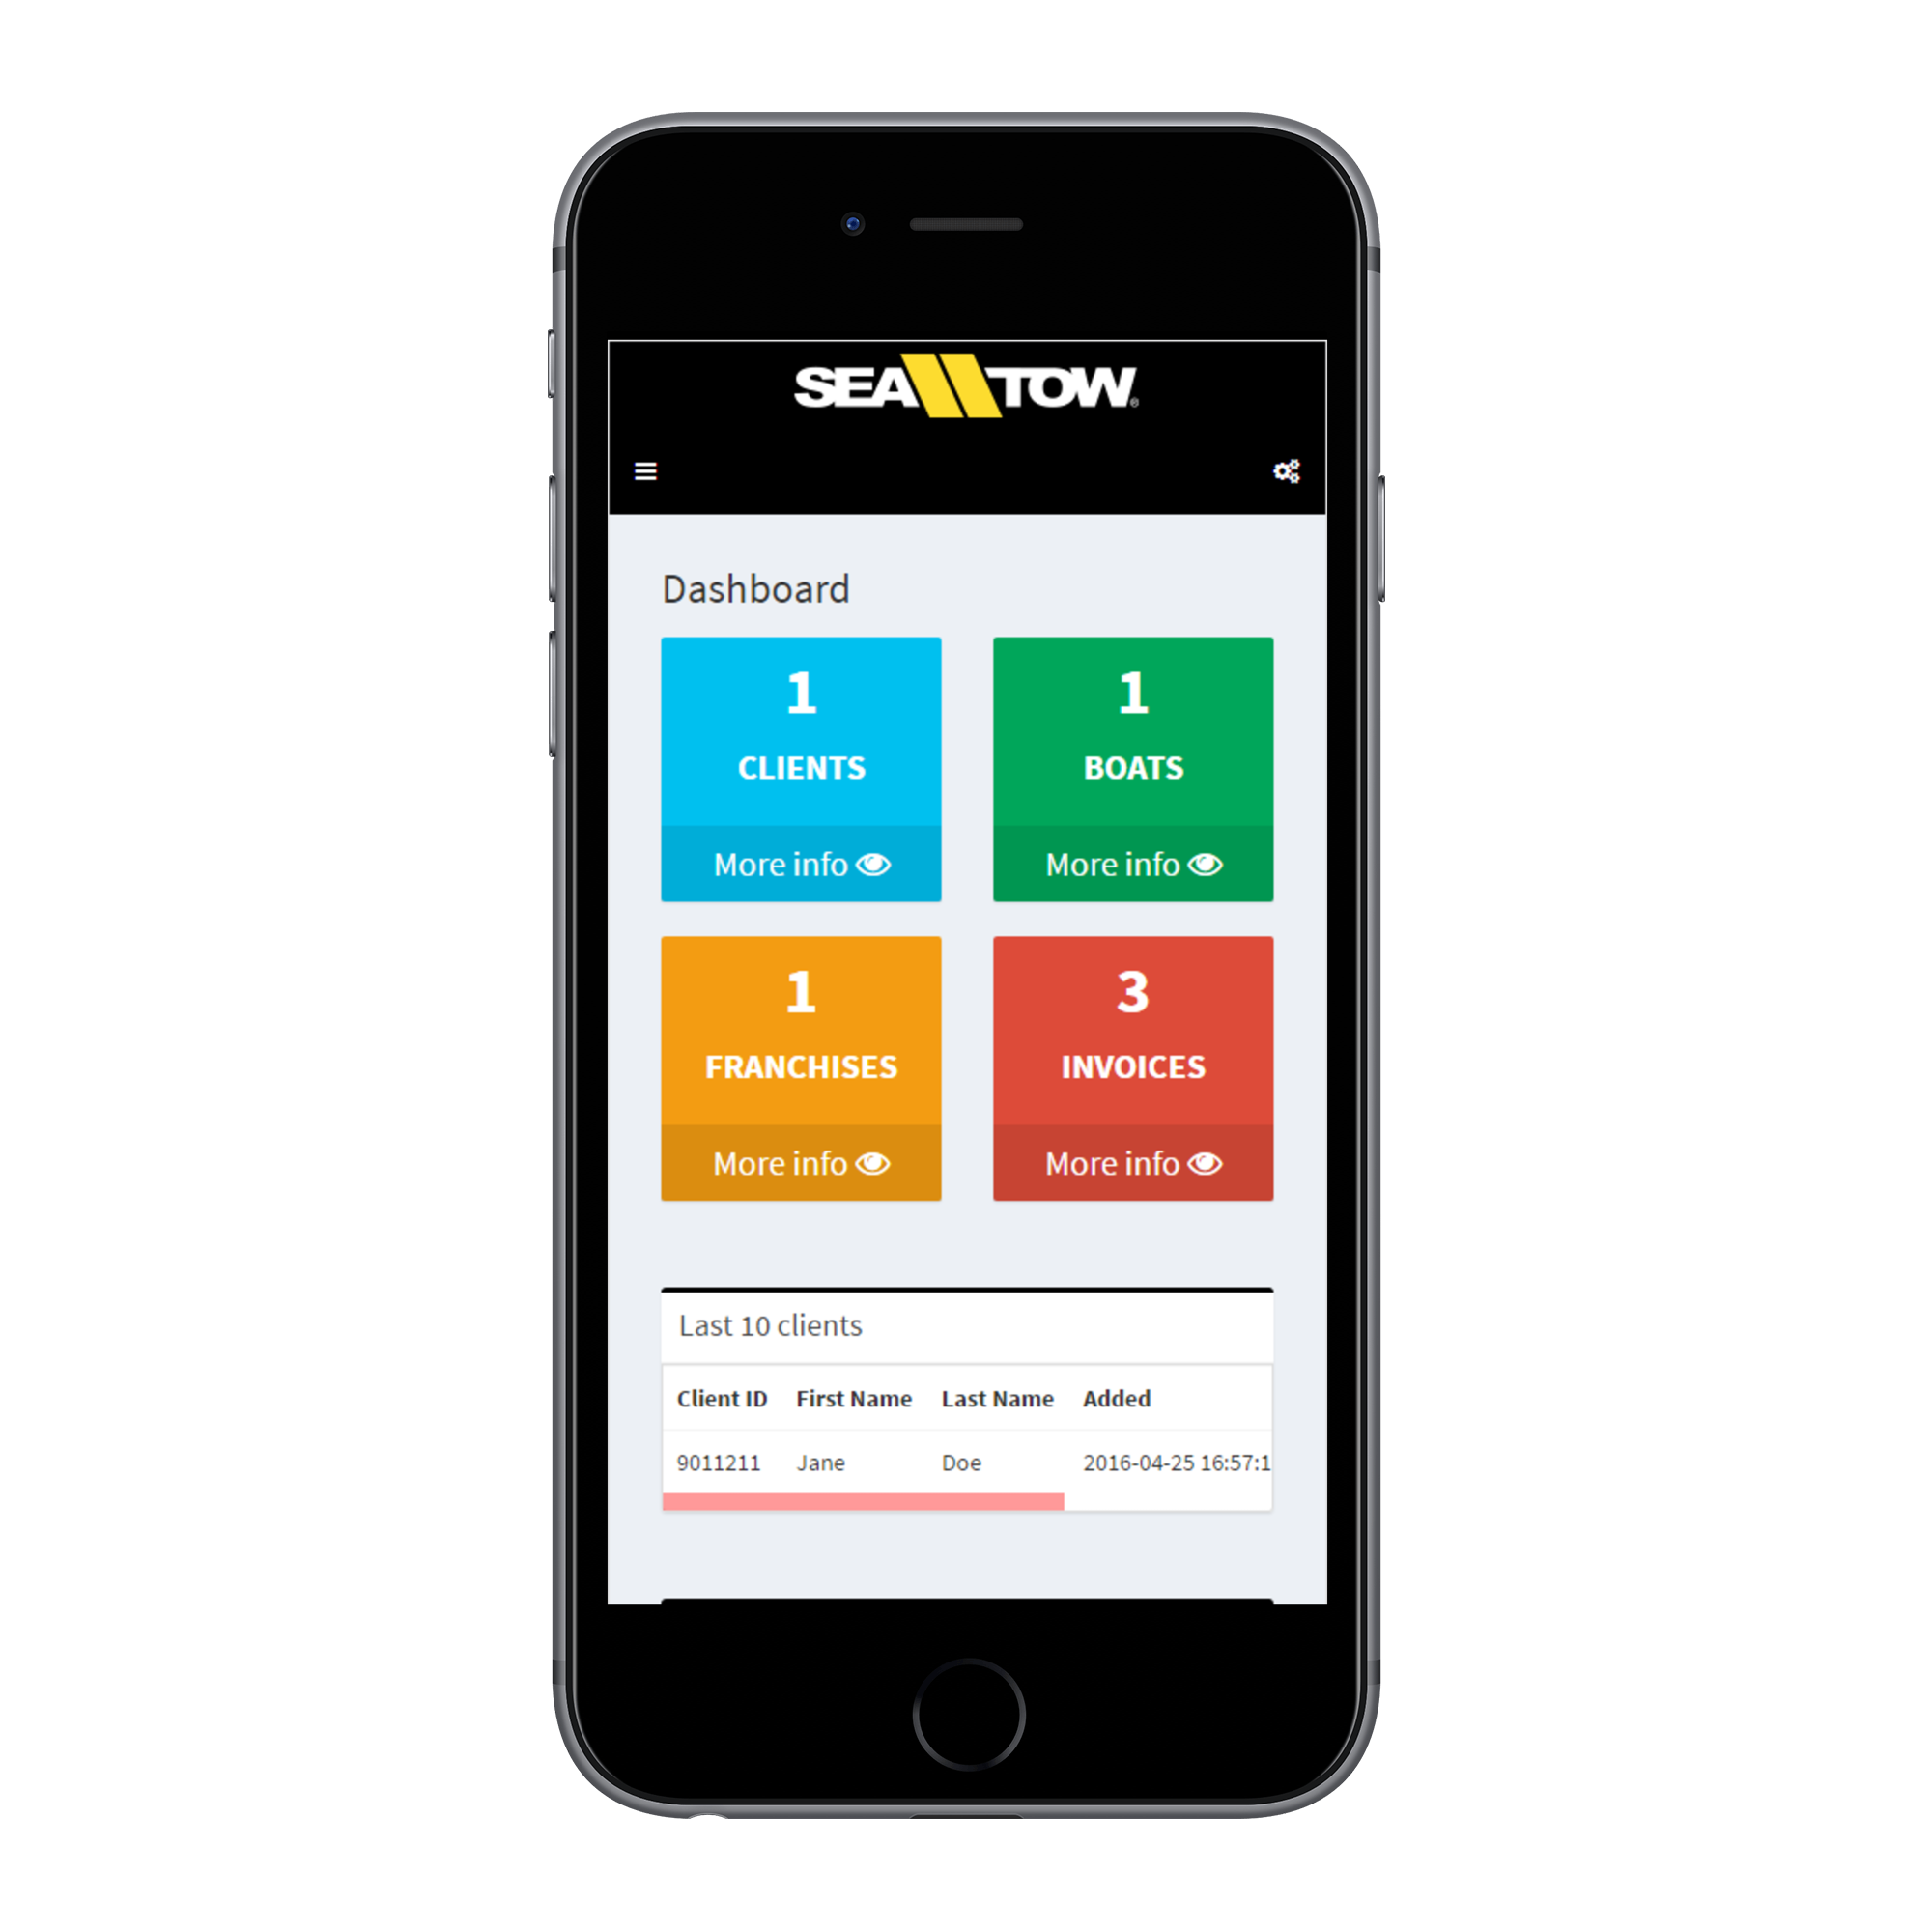 SEA TOW®
Dashboard
1 1
CLIENTS BOATS
More info More info
1 3
FRANCHISES INVOICES
More info More info
Last 10 clients
Client ID First Name Last Name Added
9011211 Jane Doe 2016-04-25 16:57:1